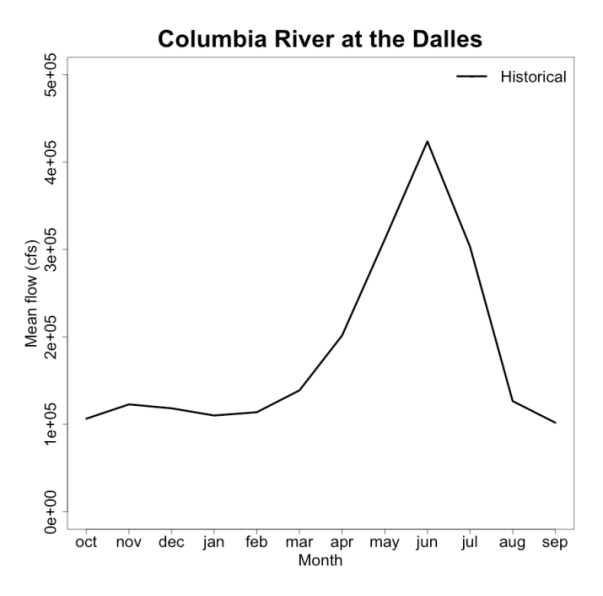 Columbia River at the Dalles
Historical
5e+05
4e+05
3e+05
2e+05
1e+05
0e+00
Mean flow (cfs)
oct nov dec jan feb mar apr may jun jul aug sep
Month